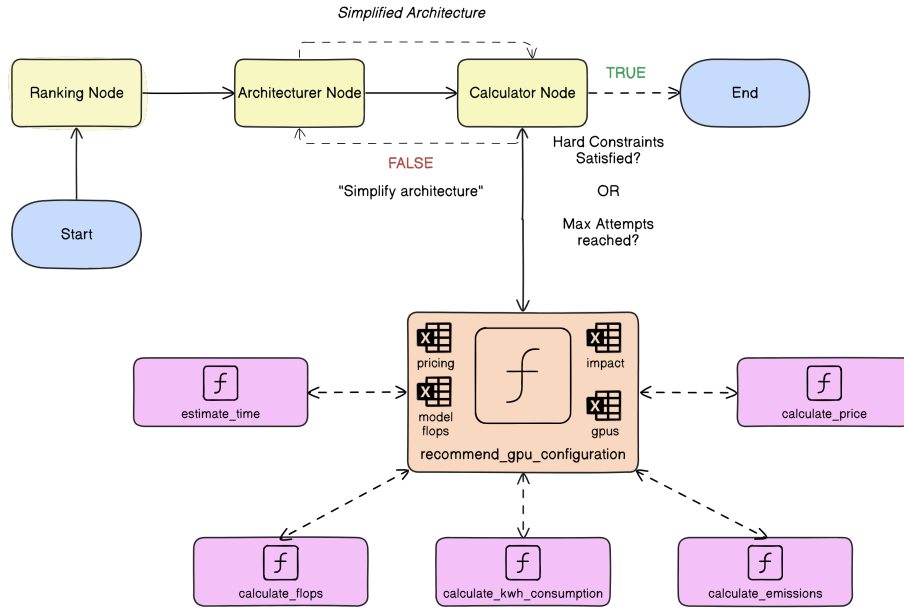 Simplified Architecture
Ranking Node
Architecturer Node
Calculator Node
TRUE
End
FALSE
"Simplify architecture"
Hard Constraints
Satisfied?
OR
Max Attempts
reached?
Start
pricing
impact
model
flops
gpus
recommend_gpu_configuration
estimate_time
calculate_price
calculate_flops
calculate_kwh_consumption
calculate_emissions